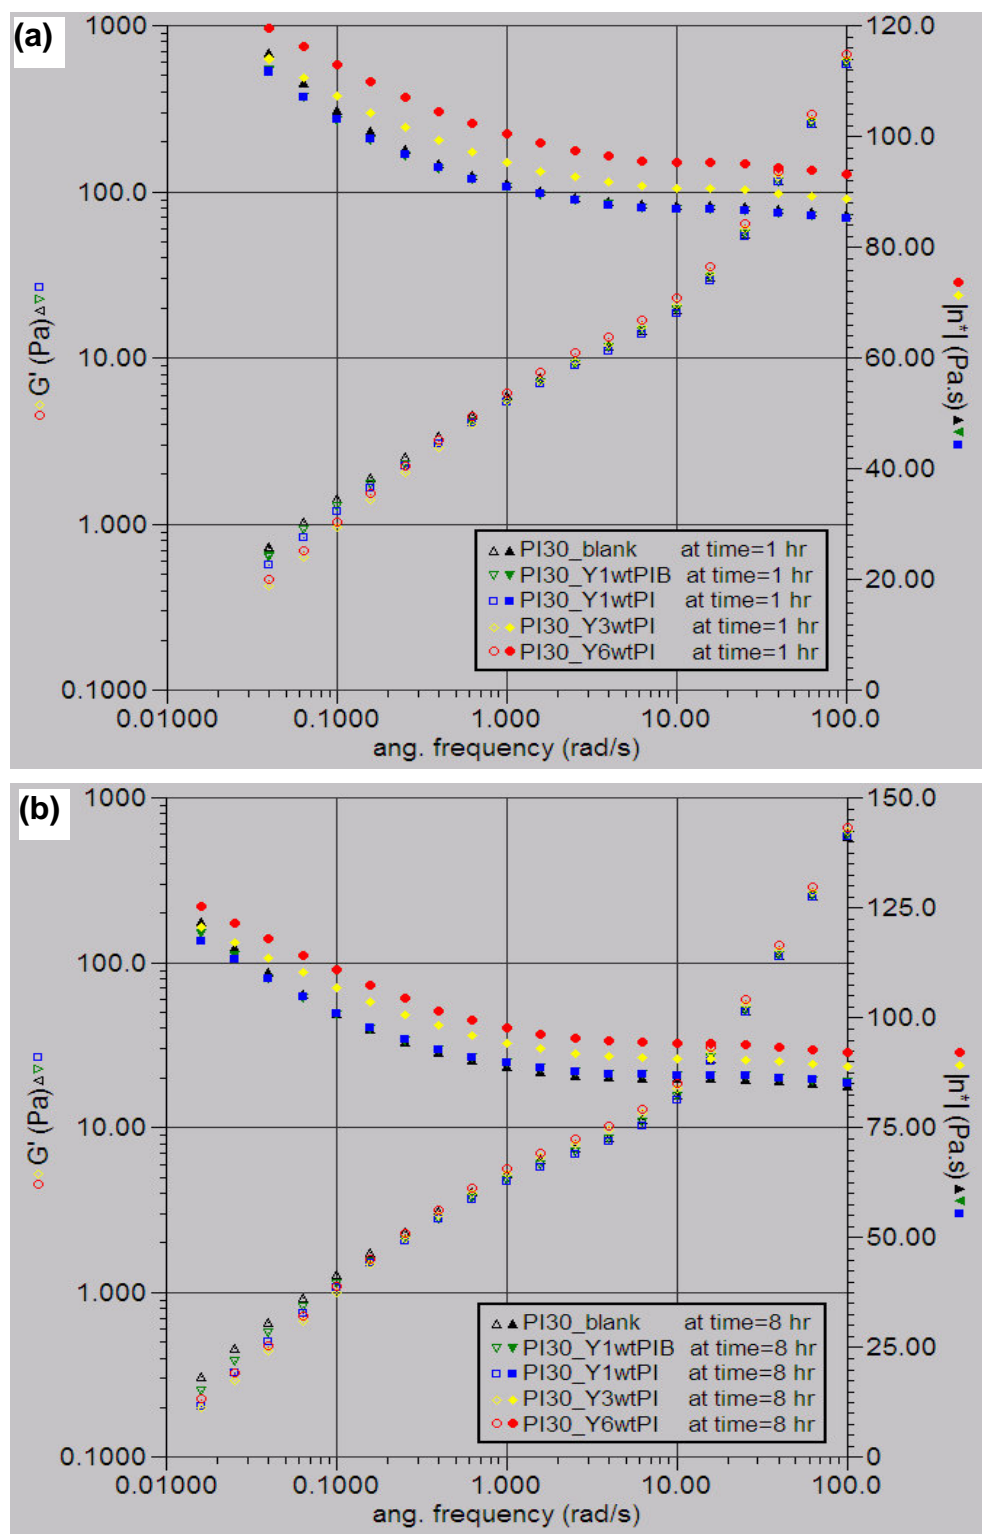 (a)
1000
100.0
10.00
1.000
0.1000
G' (Pa)
120.0
100.0
80.00
60.00
40.00
20.00
0
|n*| (Pa.s)
PI30_blank at time=1 hr
PI30_Y1wtPIB at time=1 hr
PI30_Y1wtPI at time=1 hr
PI30_Y3wtPI at time=1 hr
PI30_Y6wtPI at time=1 hr
0.01000 0.1000 1.000 10.00 100.0
ang. frequency (rad/s)
(b)
1000
100.0
10.00
1.000
0.1000
G' (Pa)
150.0
125.0
100.0
75.00
50.00
25.00
0
|n*| (Pa.s)
PI30_blank at time=8 hr
PI30_Y1wtPIB at time=8 hr
PI30_Y1wtPI at time=8 hr
PI30_Y3wtPI at time=8 hr
PI30_Y6wtPI at time=8 hr
0.01000 0.1000 1.000 10.00 100.0
ang. frequency (rad/s)